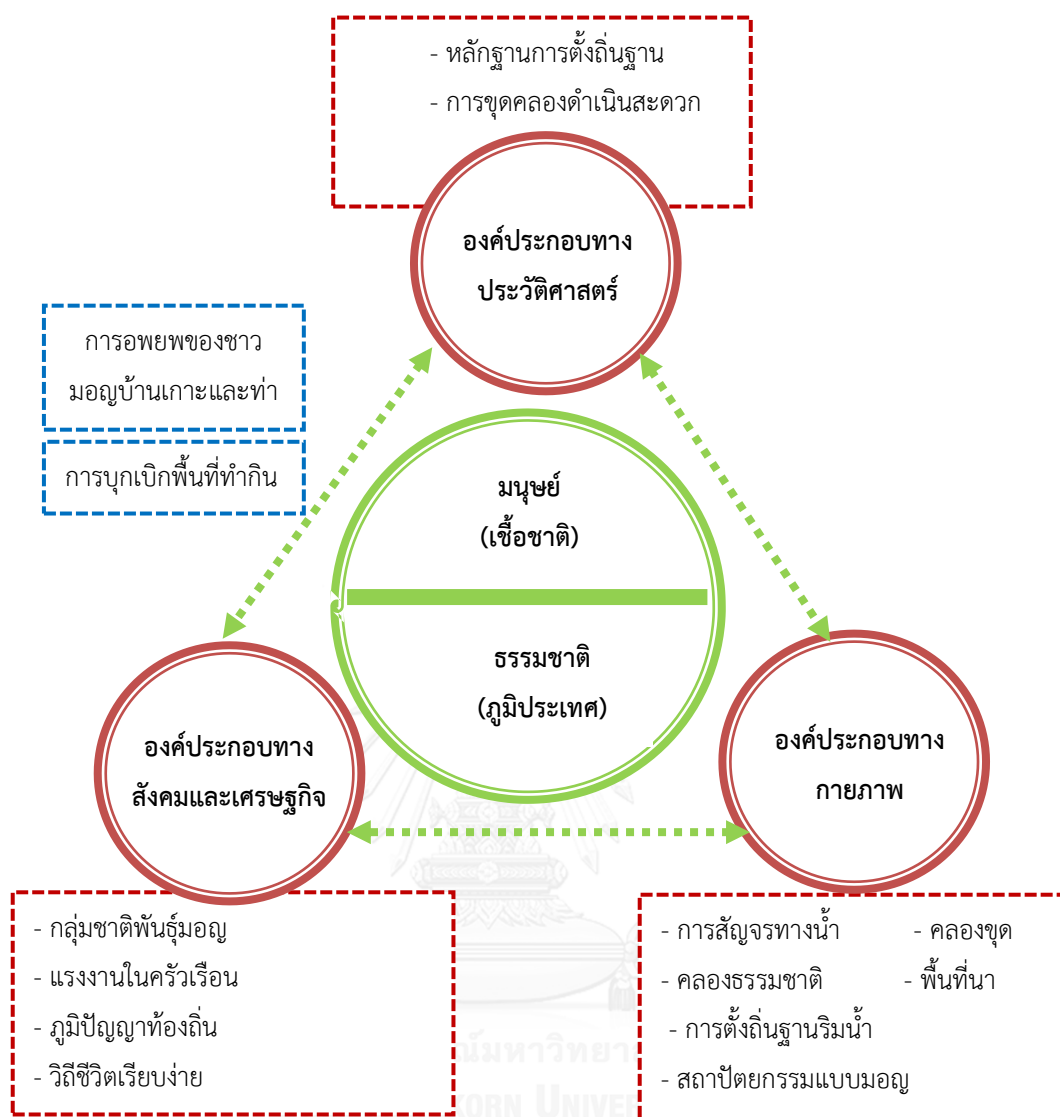 - หลักฐานการตั้งถิ่นฐาน
- การขุดคลองดำเนินสะดวก
องค์ประกอบทาง
ประวัติศาสตร์
การอพยพของชาว
มอญบ้านเกาะและท่า
การบุกเบิกพื้นที่ทำกิน
มนุษย์
(เชื้อชาติ)
ธรรมชาติ
(ภูมิประเทศ)
องค์ประกอบทาง
สังคมและเศรษฐกิจ
องค์ประกอบทาง
กายภาพ
- กลุ่มชาติพันธุ์มอญ
- แรงงานในครัวเรือน
- ภูมิปัญญาท้องถิ่น
- วิถีชีวิตเรียบง่าย
- การสัญจรทางน้ำ - คลองขุด
- คลองธรรมชาติ - พื้นที่นา
- การตั้งถิ่นฐานริมน้ำ
- สถาปัตยกรรมแบบมอญ